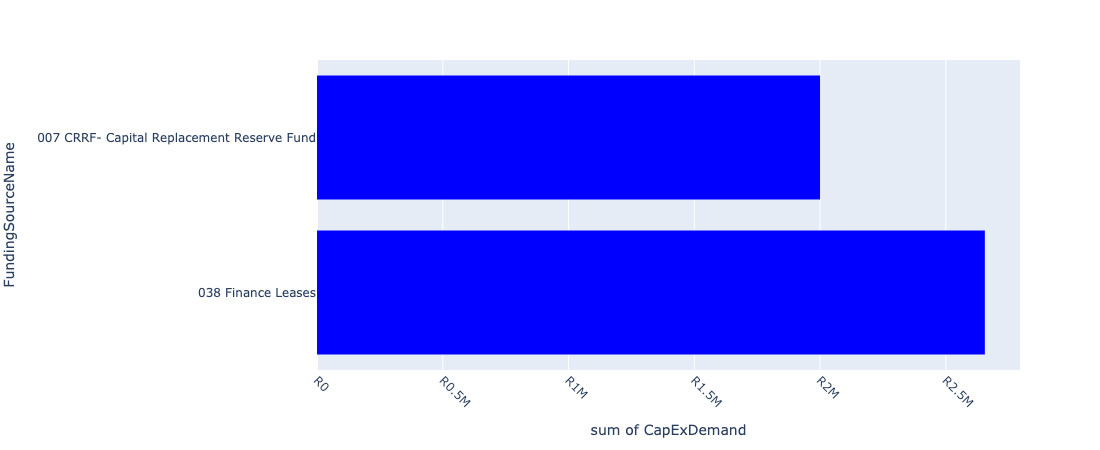 FundingSourceName
007 CRRF- Capital Replacement Reserve Fund
038 Finance Leases
R0
R0.5M
R1M
R1.5M
R2M
R2.5M
sum of CapExDemand